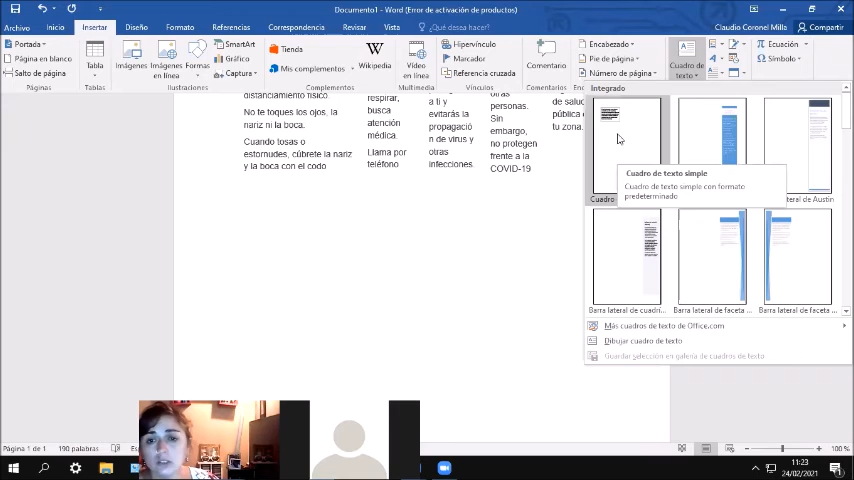 Documento1 - Word (Error de activación de productos)
Archivo Inicio Insertar Diseño Formato Referencias Correspondencia Revisar Vista ¿Qué desea hacer? Claudio Coronel Milla Compartir
Portada
Página en blanco
Salto de página
Páginas
Tabla
Tablas
Imágenes
Imágenes en línea
Formas
SmartArt
Gráfico
Captura
Ilustraciones
Tienda
Mis complementos
Complementos
W
Wikipedia
Vídeo en línea
Multimedia
Hipervínculo
Marcador
Referencia cruzada
Vínculos
Comentario
Comentarios
Encabezado
Pie de página
Número de página
Cuadro de texto
Ecuación
Símbolo
distanciamiento físico.
No te toques los ojos, la
nariz ni la boca.
Cuando tosas o
estornudes, cúbrete la nariz
y la boca con el codo
respirar,
busca
atención
médica.
Llama por
teléfono
a ti y
evitarás la
propagació
n de virus y
otras
infecciones.
otras
personas.
Sin
embargo,
no protegen
frente a la
COVID-19
de salud
pública
tu zona.
Integrado
Cuadro
lateral de Austin
Cuadro de texto simple
Cuadro de texto simple con formato
predeterminado
Barra lateral de cuadrí...
Barra lateral de faceta ...
Barra lateral de faceta ...
Más cuadros de texto de Office.com
Dibujar cuadro de texto
Guardar selección en galería de cuadros de texto
Página 1 de 1 190 palabras 100 %
11:23
24/02/2021